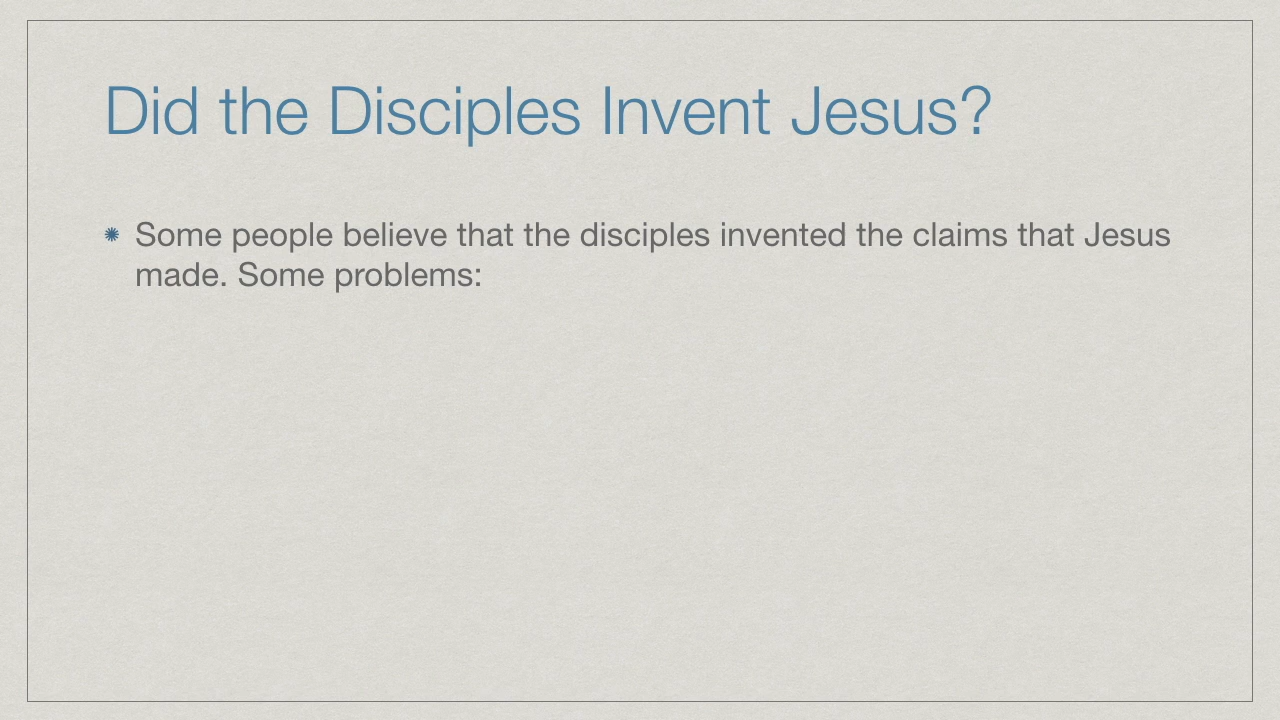 Did the Disciples Invent Jesus?
Some people believe that the disciples invented the claims that Jesus
made. Some problems: